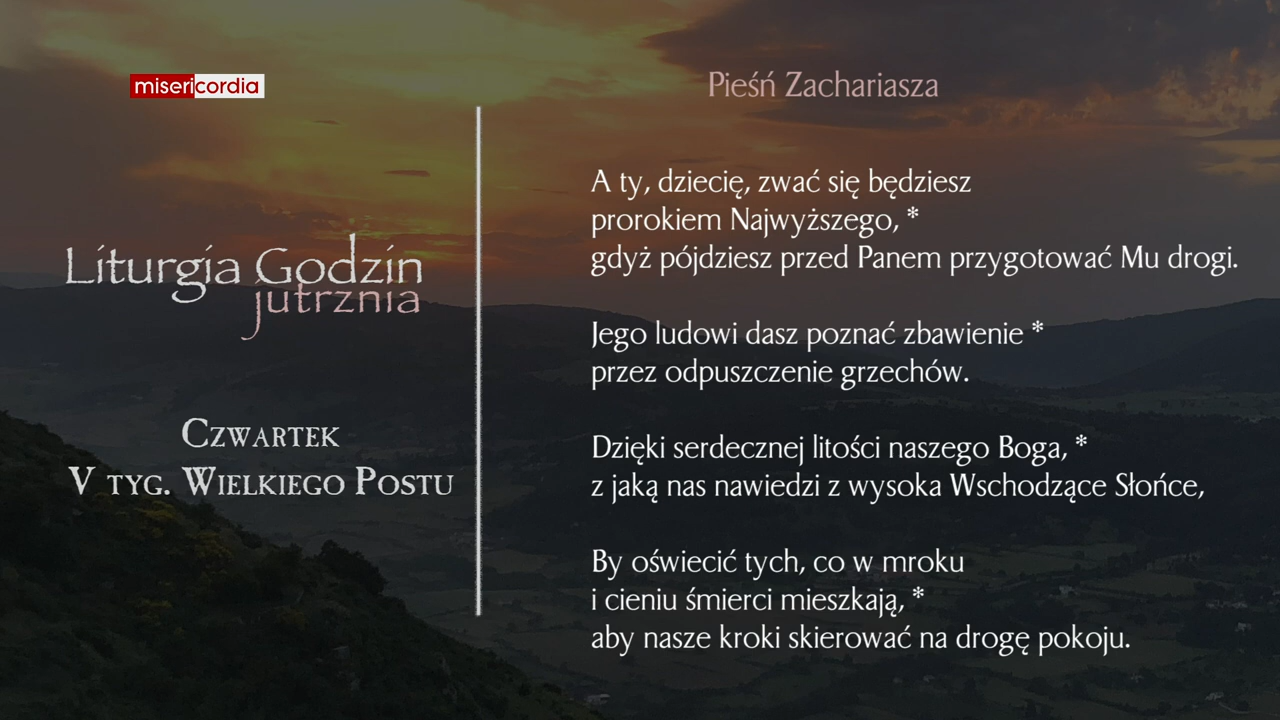 misericordia
Liturgia Godzin
jutrznia
Czwartek
V tyg. Wielkiego Postu
Pieśń Zachariasza
A ty, dziecię, zwać się będziesz
prorokiem Najwyższego, *
gdyż pójdziesz przed Panem przygotować Mu drogi.
Jego ludowi dasz poznać zbawienie *
przez odpuszczenie grzechów.
Dzięki serdecznej litości naszego Boga, *
z jaką nas nawiedzi z wysoka Wschodzące Słońce,
By oświecić tych, co w mroku
i cieniu śmierci mieszkają, *
aby nasze kroki skierować na drogę pokoju.